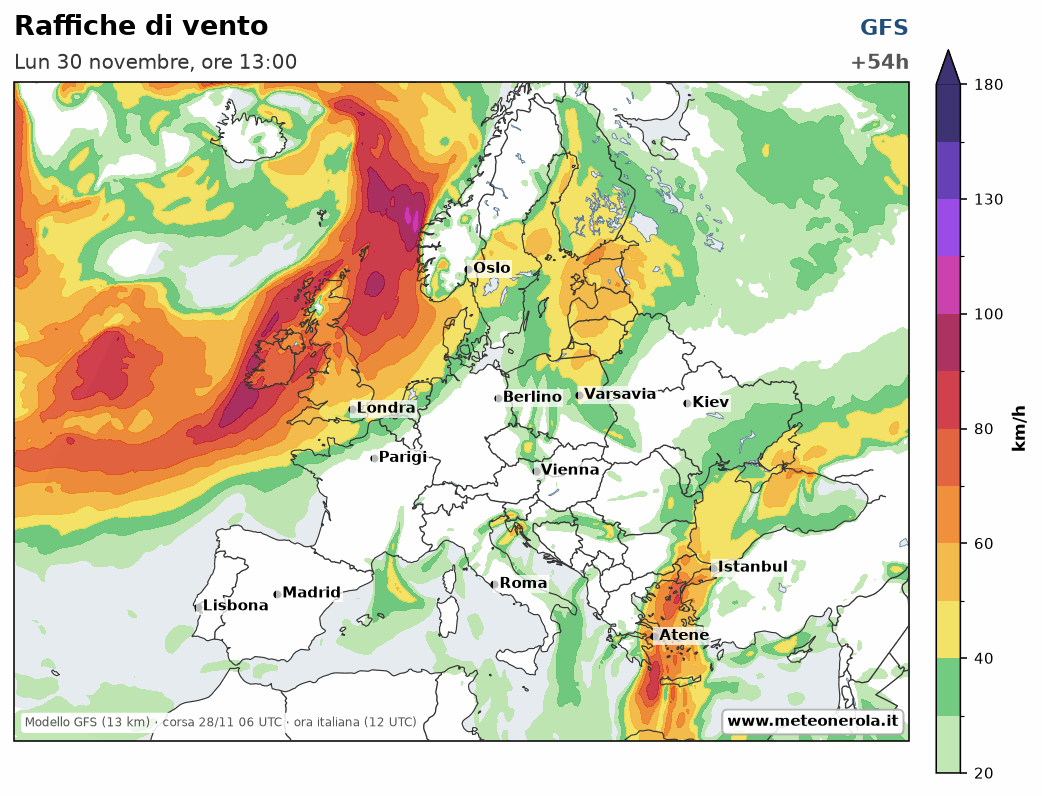 Raffiche di vento
GFS
Lun 30 novembre, ore 13:00
+54h
180
130
100
80
60
40
20
km/h
Oslo
Londra
Berlino
Varsavia
Kiev
Parigi
Vienna
Istanbul
Roma
Madrid
Lisbona
Atene
Modello GFS (13 km) · corsa 28/11 06 UTC · ora italiana (12 UTC)
www.meteonerola.it